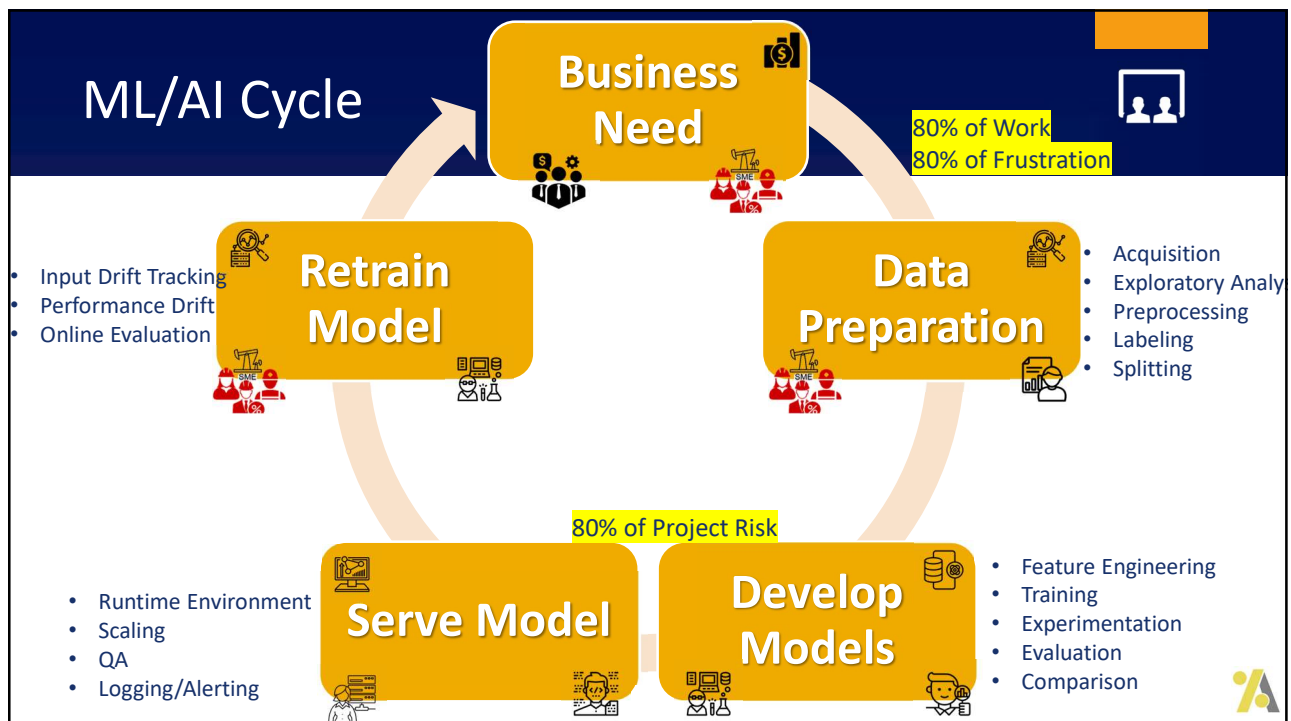 ML/AI Cycle
Business
Need
SME
80% of Work
80% of Frustration
Data
Preparation
SME
• Acquisition
• Exploratory Analy
• Preprocessing
• Labeling
• Splitting
Develop
Models
• Feature Engineering
• Training
• Experimentation
• Evaluation
• Comparison
80% of Project Risk
Serve Model
• Runtime Environment
• Scaling
• QA
• Logging/Alerting
Retrain
Model
SME
• Input Drift Tracking
• Performance Drift
• Online Evaluation